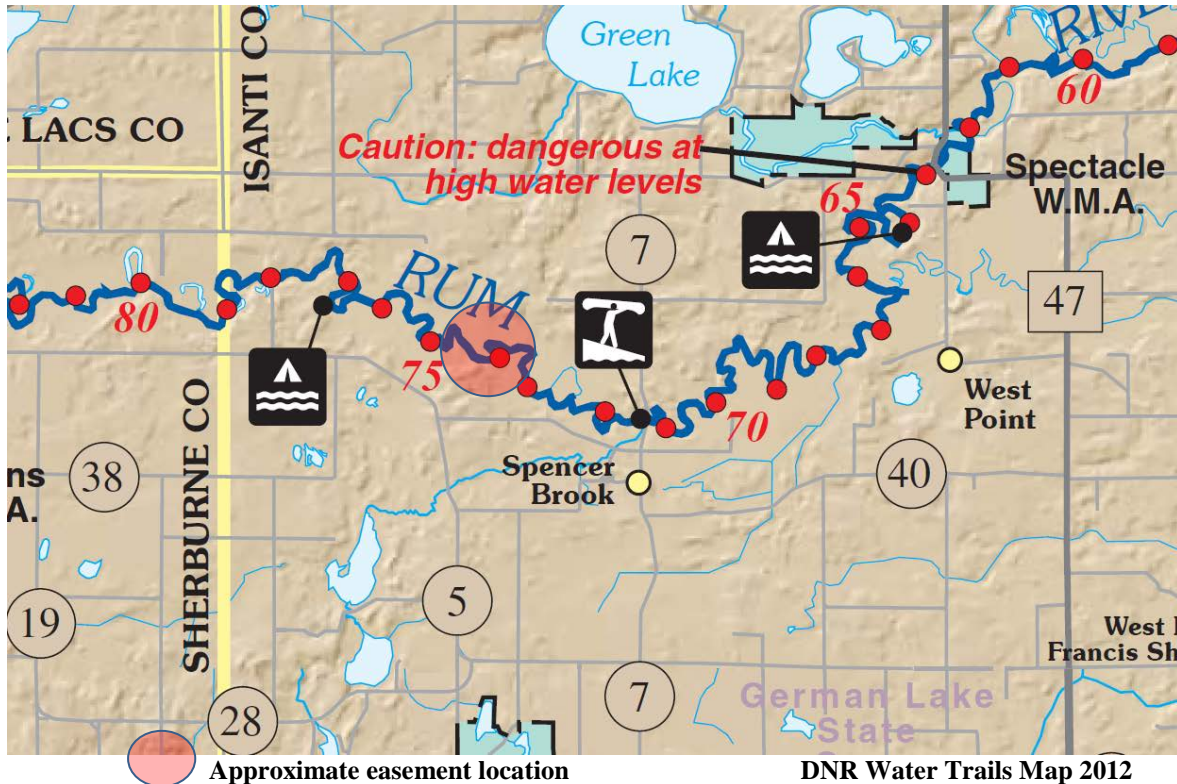 Green
Lake
RIVE
60
ISANTI CO
LACS CO
Caution: dangerous at
high water levels
65
Spectacle
W.M.A.
7
RUM
47
80
75
West
Point
70
SHERBURNE CO
38
ns
A.
Spencer
Brook
40
19
5
West
Francis Sh
7
German Lake
State
28
Approximate easement location
DNR Water Trails Map 2012